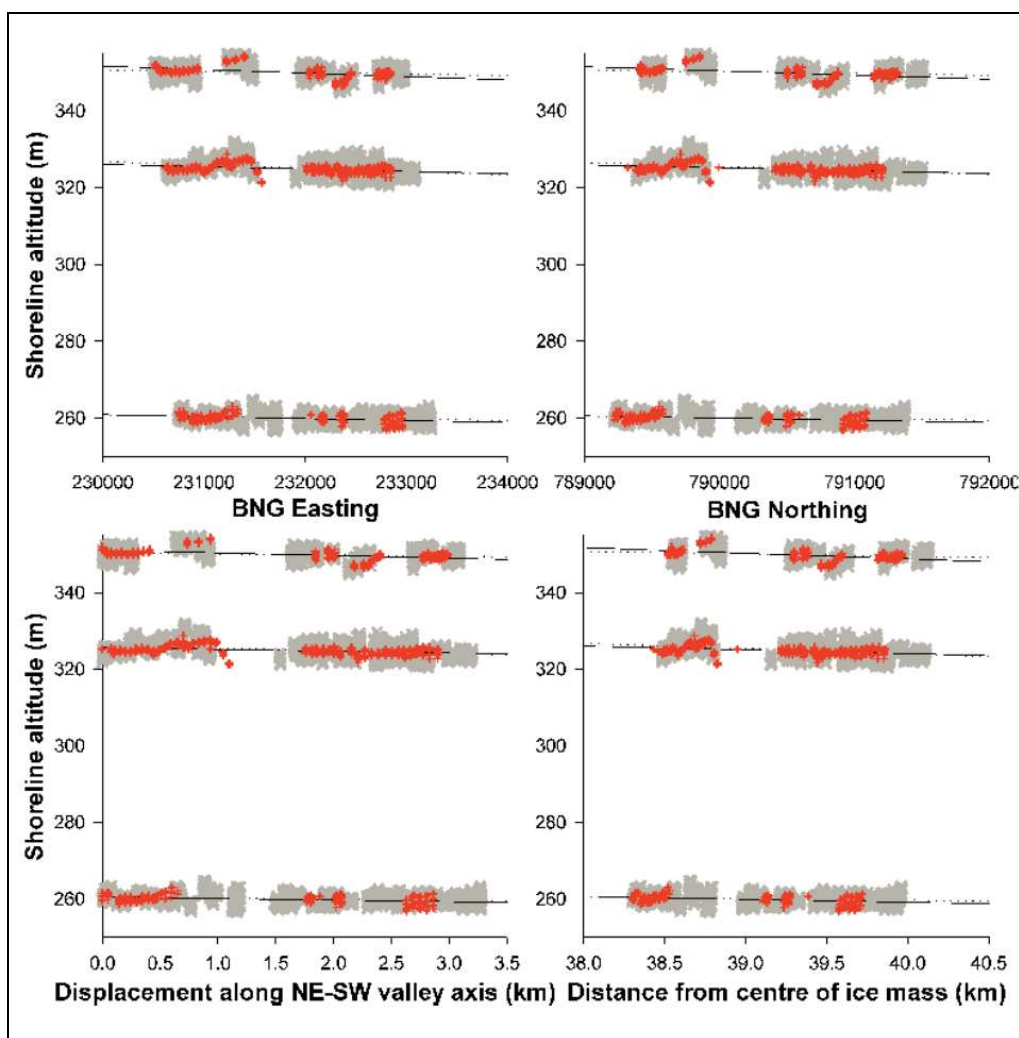 Shoreline altitude (m)
340
320
300
280
260
230000 231000 232000 233000 234000
BNG Easting
340
320
300
280
260
789000 790000 791000 792000
BNG Northing
Shoreline altitude (m)
340
320
300
280
260
0.0 0.5 1.0 1.5 2.0 2.5 3.0 3.5
Displacement along NE-SW valley axis (km)
340
320
300
280
260
38.0 38.5 39.0 39.5 40.0 40.5
Distance from centre of ice mass (km)